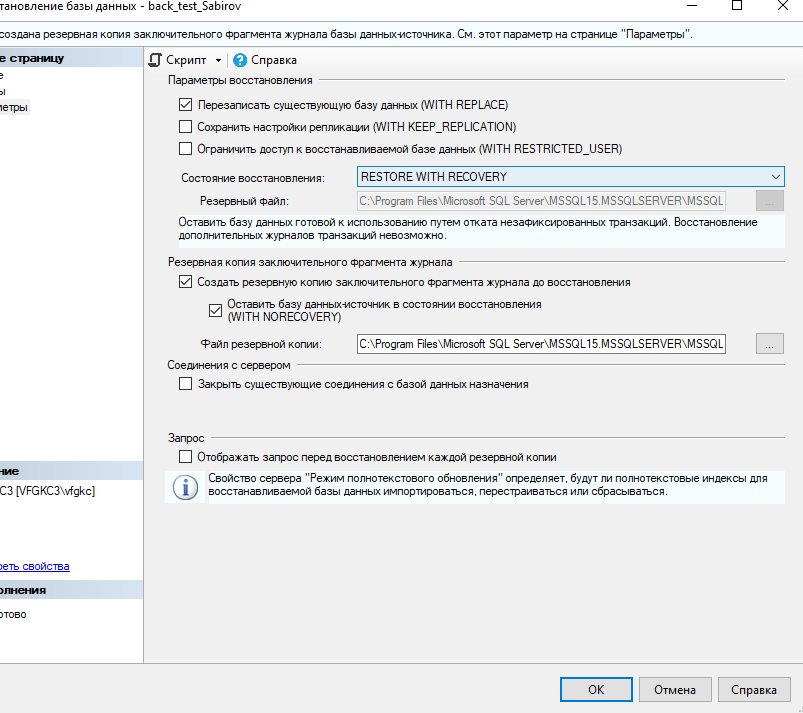 тановление базы данных - back_test_Sabirov
создана резервная копия заключительного фрагмента журнала базы данных-источника. См. этот параметр на странице "Параметры".
е страницу
е
ы
метры
Скрипт
Справка
Параметры восстановления
Перезаписать существующую базу данных (WITH REPLACE)
Сохранить настройки репликации (WITH KEEP_REPLICATION)
Ограничить доступ к восстанавливаемой базе данных (WITH RESTRICTED_USER)
Состояние восстановления:
RESTORE WITH RECOVERY
Резервный файл:
C:\Program Files\Microsoft SQL Server\MSSQL15.MSSQLSERVER\MSSQL
...
Оставить базу данных готовой к использованию путем отката незафиксированных транзакций. Восстановление
дополнительных журналов транзакций невозможно.
Резервная копия заключительного фрагмента журнала
Создать резервную копию заключительного фрагмента журнала до восстановления
Оставить базу данных-источник в состоянии восстановления
(WITH NORECOVERY)
Файл резервной копии:
C:\Program Files\Microsoft SQL Server\MSSQL15.MSSQLSERVER\MSSQL
...
Соединения с сервером
Закрыть существующие соединения с базой данных назначения
Запрос
Отображать запрос перед восстановлением каждой резервной копии
Свойство сервера "Режим полнотекстового обновления" определяет, будут ли полнотекстовые индексы для
восстанавливаемой базы данных импортироваться, перестраиваться или сбрасываться.
ние
C3 [VFGKC3\vfgkc]
реть свойства
олнения
отово
OK
Отмена
Справка